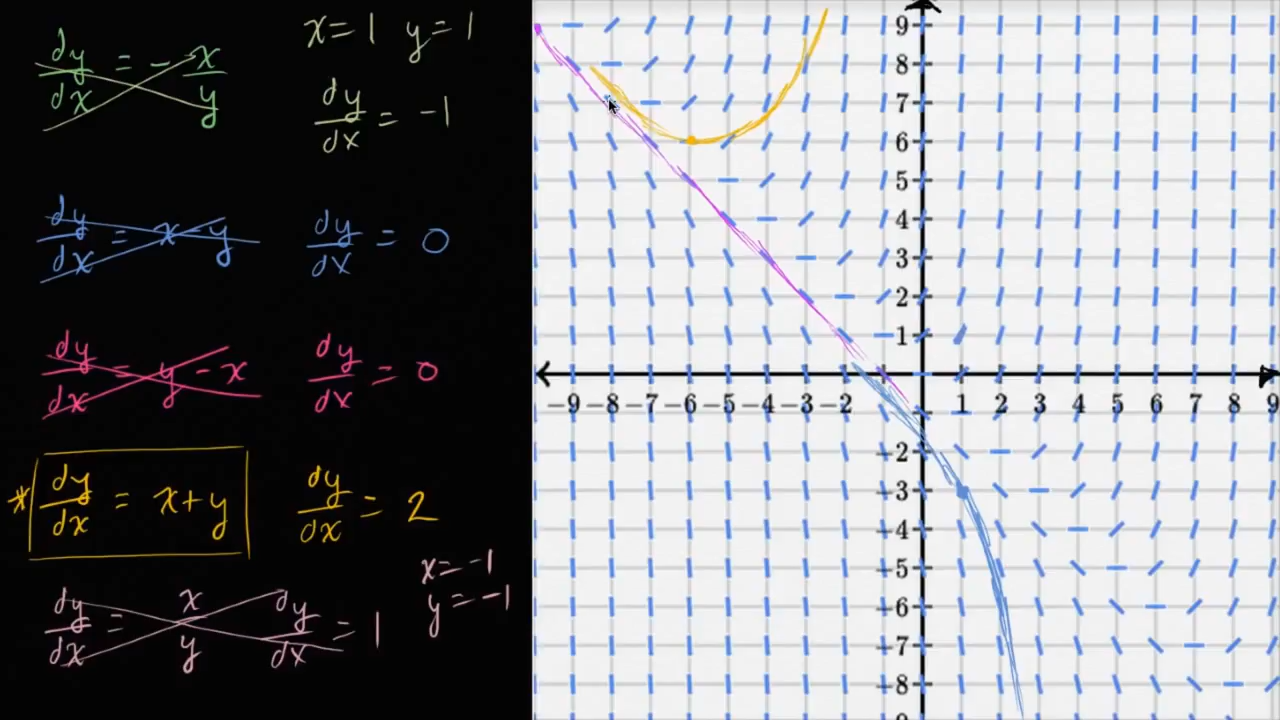 dy/dx = - x/y
x=1 y=1
dy/dx = -1
dy/dx = x-y
dy/dx = 0
dy/dx = y-x
dy/dx = 0
* dy/dx = x+y
dy/dx = 2
dy/dx = x/y
dy/dx = 1
x=-1
y=-1
9
8
7
6
5
4
3
2
1
-9 -8 -7 -6 -5 -4 -3 -2 1 2 3 4 5 6 7 8 9
-2
-3
-4
-5
-6
-7
-8